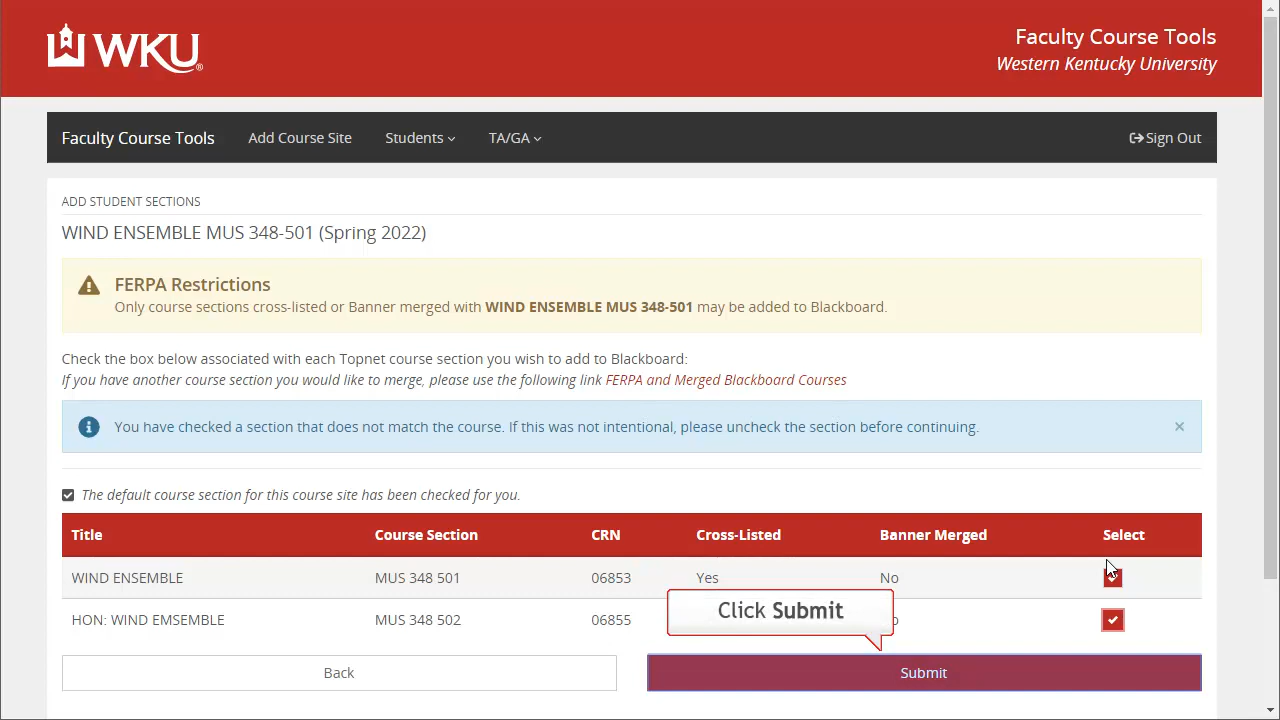 WKU®
Faculty Course Tools
Western Kentucky University
Faculty Course Tools Add Course Site Students TA/GA Sign Out
ADD STUDENT SECTIONS
WIND ENSEMBLE MUS 348-501 (Spring 2022)
FERPA Restrictions
Only course sections cross-listed or Banner merged with WIND ENSEMBLE MUS 348-501 may be added to Blackboard.
Check the box below associated with each Topnet course section you wish to add to Blackboard:
If you have another course section you would like to merge, please use the following link FERPA and Merged Blackboard Courses
You have checked a section that does not match the course. If this was not intentional, please uncheck the section before continuing. ×
The default course section for this course site has been checked for you.
Title Course Section CRN Cross-Listed Banner Merged Select
WIND ENSEMBLE MUS 348 501 06853 Yes No
HON: WIND EMSEMBLE MUS 348 502 06855
Click Submit
Back Submit